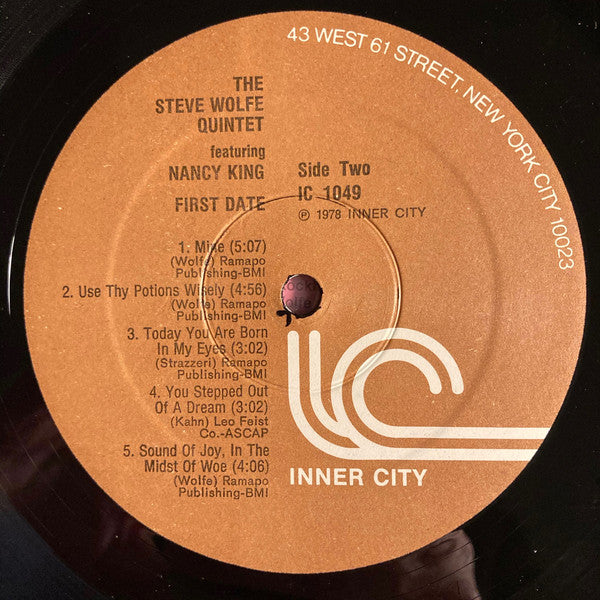 43 WEST 61 STREET, NEW YORK CITY 10023
THE
STEVE WOLFE
QUINTET
featuring
NANCY KING
FIRST DATE
Side Two
IC 1049
℗ 1978 INNER CITY
1. Mixe (5:07)
(Wolfe) Ramapo
Publishing-BMI
2. Use Thy Potions Wisely (4:56)
(Wolfe) Ramapo
Publishing-BMI
3. Today You Are Born
In My Eyes (3:02)
(Strazzeri) Ramapo
Publishing-BMI
4. You Stepped Out
Of A Dream (3:02)
(Kahn) Leo Feist
Co.-ASCAP
5. Sound Of Joy, In The
Midst Of Woe (4:06)
(Wolfe) Ramapo
Publishing-BMI
IC
INNER CITY